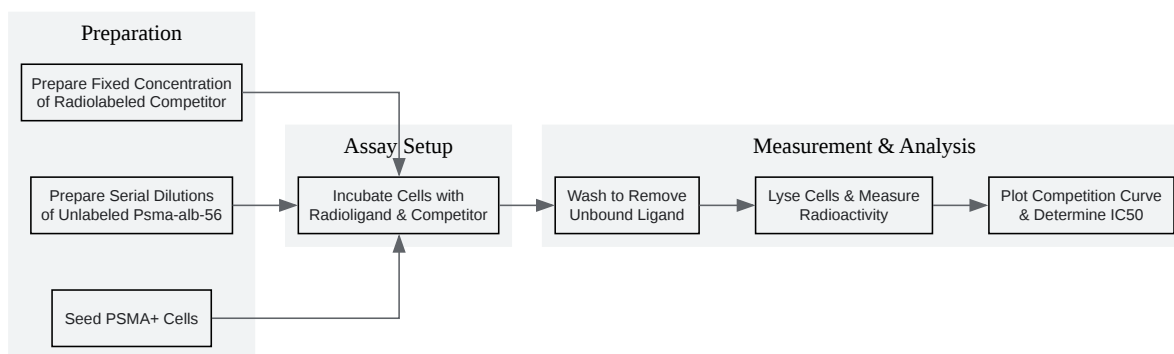 Preparation
Prepare Fixed Concentration
of Radiolabeled Competitor
Prepare Serial Dilutions
of Unlabeled Psma-alb-56
Seed PSMA+ Cells
Assay Setup
Incubate Cells with
Radioligand & Competitor
Measurement & Analysis
Wash to Remove
Unbound Ligand
Lyse Cells & Measure
Radioactivity
Plot Competition Curve
& Determine IC50